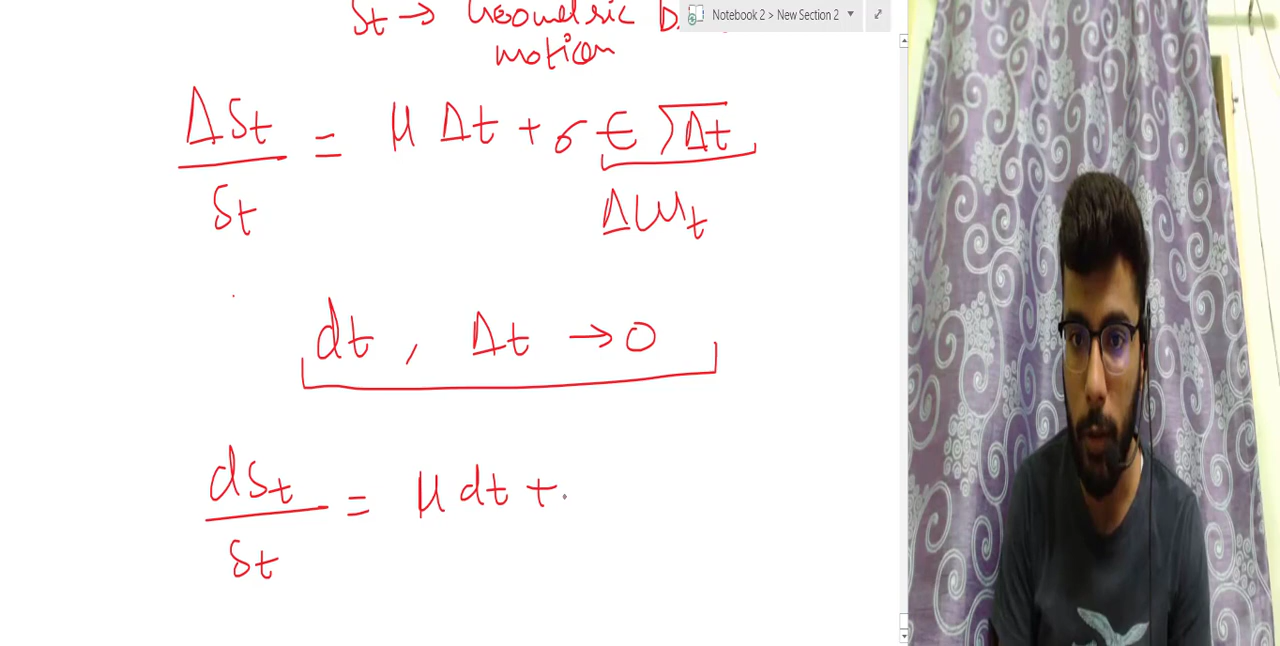 St → Geometric B.
Notebook 2 > New Section 2
motion
ΔSt / St = μ Δt + σ ϵ √Δt
ΔWt
dt , Δt → 0
dSt / St = μ dt +